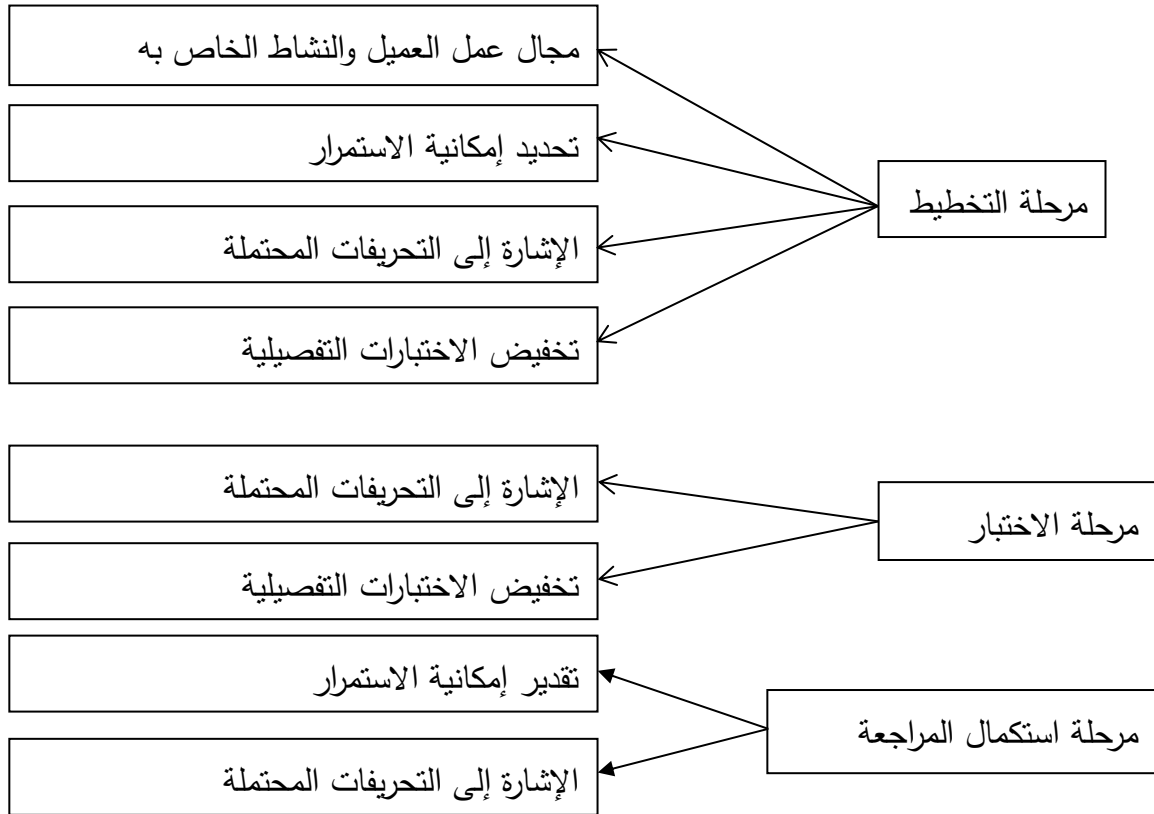 مرحلة التخطيط
مجال عمل العميل والنشاط الخاص به
تحديد إمكانية الاستمرار
الإشارة إلى التحريفات المحتملة
تخفيض الاختبارات التفصيلية
مرحلة الاختبار
الإشارة إلى التحريفات المحتملة
تخفيض الاختبارات التفصيلية
مرحلة استكمال المراجعة
تقدير إمكانية الاستمرار
الإشارة إلى التحريفات المحتملة